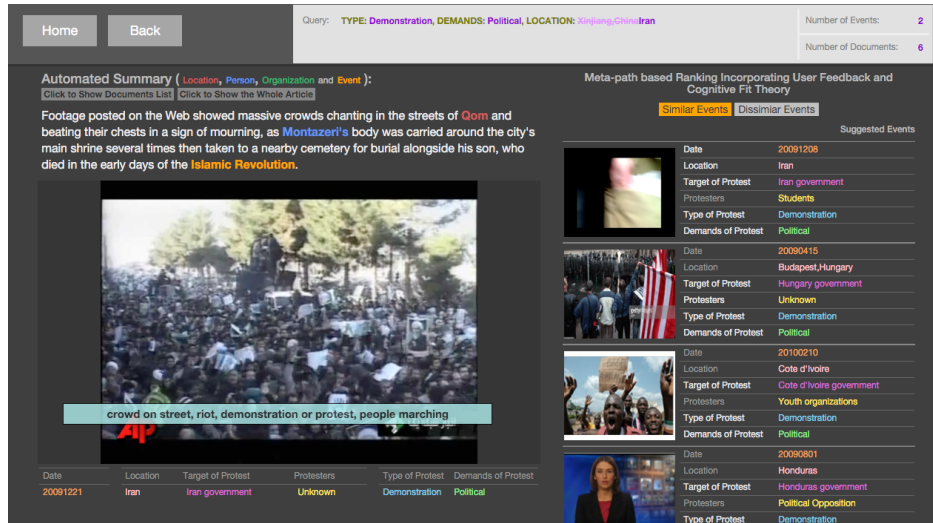 Home
Back
Query: TYPE: Demonstration, DEMANDS: Political, LOCATION: Xinjiang,ChinaIran
Number of Events: 2
Number of Documents: 6
Automated Summary ( Location, Person, Organization and Event ):
Click to Show Documents List Click to Show the Whole Article
Footage posted on the Web showed massive crowds chanting in the streets of Qom and
beating their chests in a sign of mourning, as Montazeri's body was carried around the city's
main shrine several times then taken to a nearby cemetery for burial alongside his son, who
died in the early days of the Islamic Revolution.
crowd on street, riot, demonstration or protest, people marching
AP
Date Location Target of Protest Protesters Type of Protest Demands of Protest
20091221 Iran Iran government Unknown Demonstration Political
Meta-path based Ranking Incorporating User Feedback and
Cognitive Fit Theory
Similar Events Dissimiar Events
Suggested Events
Date 20091208
Location Iran
Target of Protest Iran government
Protesters Students
Type of Protest Demonstration
Demands of Protest Political
Date 20090415
Location Budapest,Hungary
Target of Protest Hungary government
Protesters Unknown
Type of Protest Demonstration
Demands of Protest Political
Date 20100210
Location Cote d'Ivoire
Target of Protest Cote d'Ivoire government
Protesters Youth organizations
Type of Protest Demonstration
Demands of Protest Political
Date 20090801
Location Honduras
Target of Protest Honduras government
Protesters Political Opposition
Type of Protest Demonstration